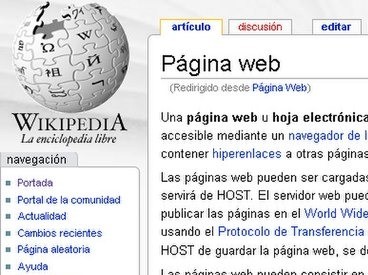 artículo
discusión
editar
Página web
(Redirigido desde Página Web)
WIKIPEDIA
La enciclopedia libre
navegación
Portada
Portal de la comunidad
Actualidad
Cambios recientes
Página aleatoria
Ayuda
Una página web u hoja electrónica
accesible mediante un navegador de I
contener hiperenlaces a otras páginas
Las páginas web pueden ser cargadas
servirá de HOST. El servidor web pued
publicar las páginas en el World Wide
usando el Protocolo de Transferencia
HOST de guardar la página web, se d
Las páginas web pueden consistir en